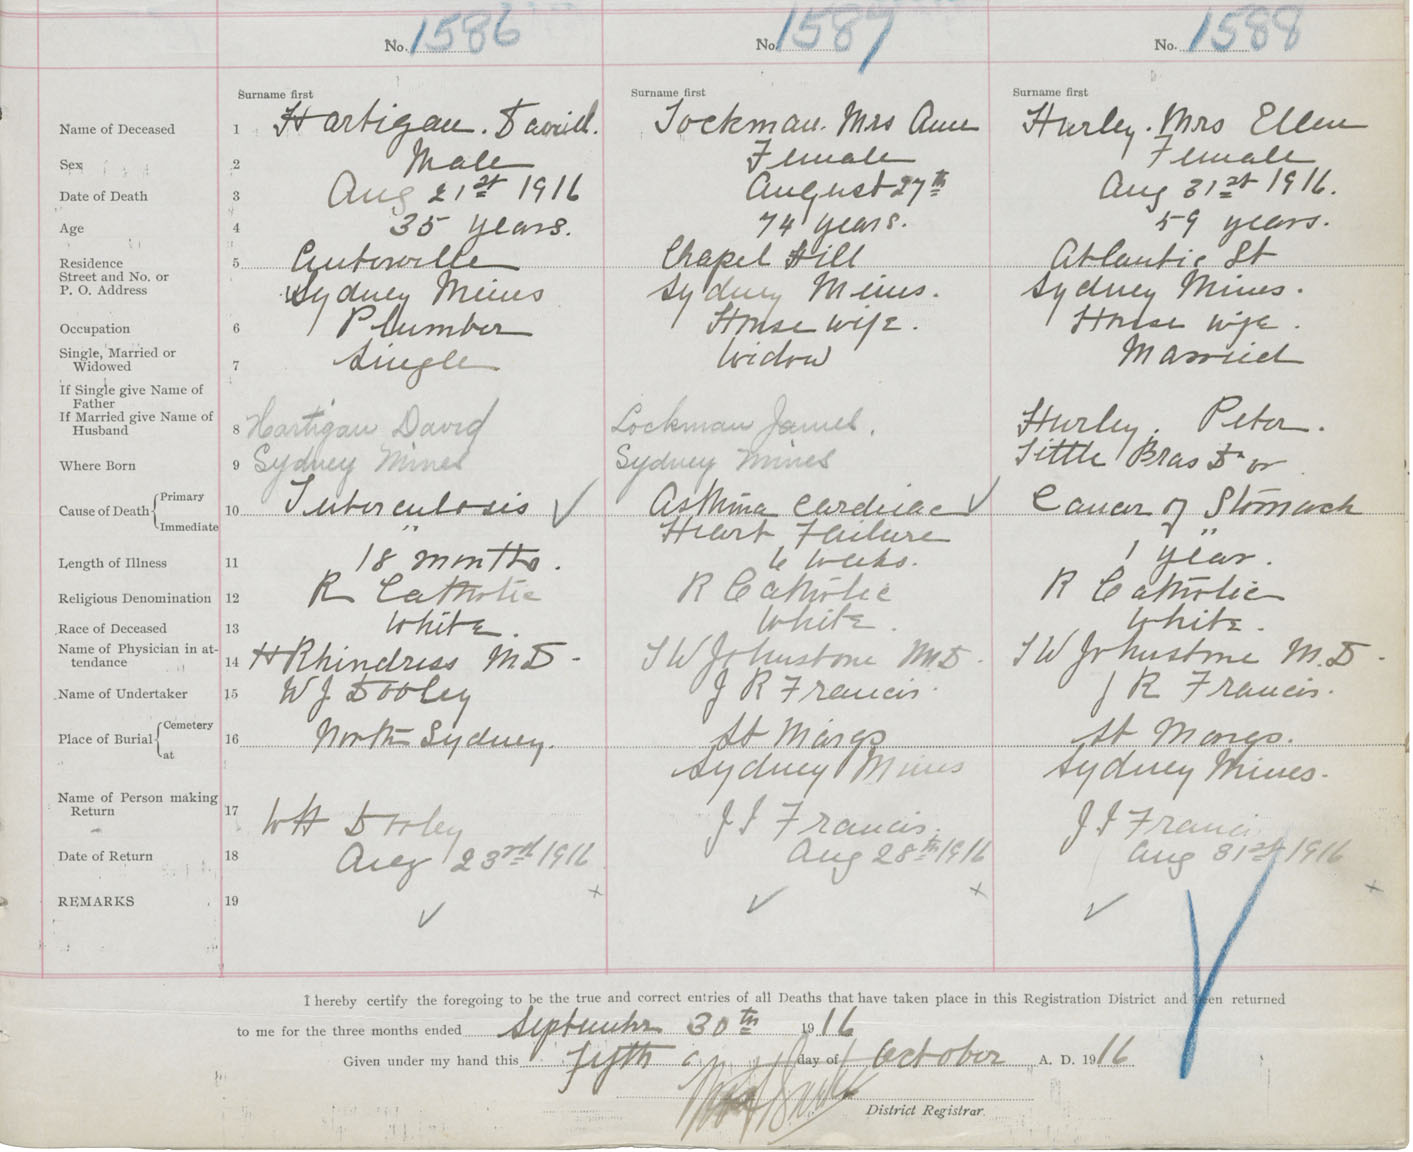 No. 1586 No. 1587 No. 1588
Surname first Surname first Surname first
Name of Deceased 1 Hartigan. David. Lockman. Mrs Ann Hurley. Mrs Ellen
Sex 2 Male Female Female
Date of Death 3 Aug 21st 1916 August 27th Aug 31st 1916.
Age 4 35 years. 74 years. 59 years.
Residence 5 Chapel Hill Atlantic St
Street and No. or
P. O. Address Sydney Mines Sydney Mines. Sydney Mines.
Occupation 6 Plumber House wife. House wife.
Single, Married or
Widowed 7 Single Widow Married
If Single give Name of
Father
If Married give Name of
Husband 8 Hartigan David Lockman James. Hurley. Peter.
Where Born 9 Sydney Mines Sydney Mines Little Bras D'or
Primary
Cause of Death 10 Tuberculosis ✓ Asthma Cardiac ✓ Cancer of Stomach
Immediate " Heart Failure "
Length of Illness 11 18 months. 6 weeks. 1 year.
Religious Denomination 12 R Catholic R Catholic R Catholic
Race of Deceased 13 White. White. White.
Name of Physician in at-
tendance 14 H Rhindress M.D. J W Johnstone M.D. J W Johnstone M.D.
Name of Undertaker 15 W J Dooley J R Francis. J R Francis.
Cemetery
Place of Burial 16 North Sydney. St Margs St Margs.
at Sydney Mines Sydney Mines.
Name of Person making
Return 17 W H Dooley J J Francis. J J Francis
Date of Return 18 Aug 23rd 1916 Aug 28th 1916 Aug 31st 1916
REMARKS 19 ✓ x ✓ x ✓ x
I hereby certify the foregoing to be the true and correct entries of all Deaths that have taken place in this Registration District and been returned
to me for the three months ended September 30th 1916
Given under my hand this Fifth day of October A. D. 1916
District Registrar.